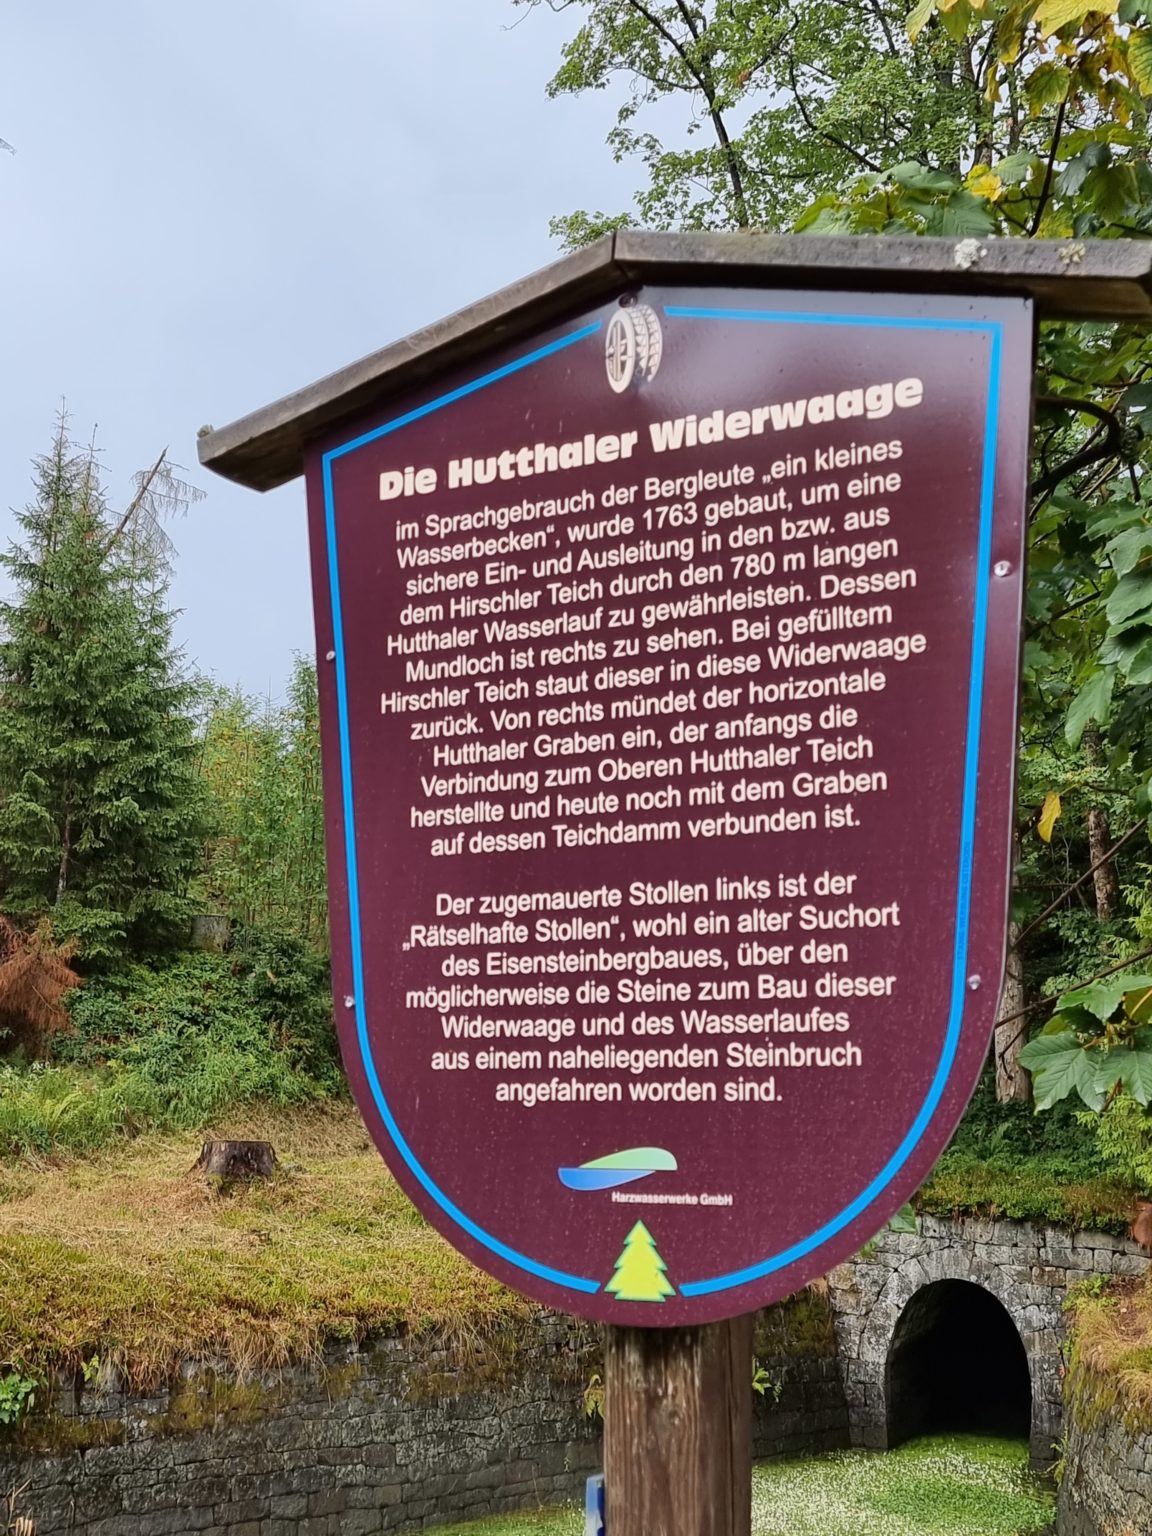 Die Hutthaler Widerwaage
im Sprachgebrauch der Bergleute „ein kleines
Wasserbecken“, wurde 1763 gebaut, um eine
sichere Ein- und Ausleitung in den bzw. aus
dem Hirschler Teich durch den 780 m langen
Hutthaler Wasserlauf zu gewährleisten. Dessen
Mundloch ist rechts zu sehen. Bei gefülltem
Hirschler Teich staut dieser in diese Widerwaage
zurück. Von rechts mündet der horizontale
Hutthaler Graben ein, der anfangs die
Verbindung zum Oberen Hutthaler Teich
herstellte und heute noch mit dem Graben
auf dessen Teichdamm verbunden ist.
Der zugemauerte Stollen links ist der
„Rätselhafte Stollen“, wohl ein alter Suchort
des Eisensteinbergbaues, über den
möglicherweise die Steine zum Bau dieser
Widerwaage und des Wasserlaufes
aus einem naheliegenden Steinbruch
angefahren worden sind.
Harzwasserwerke GmbH